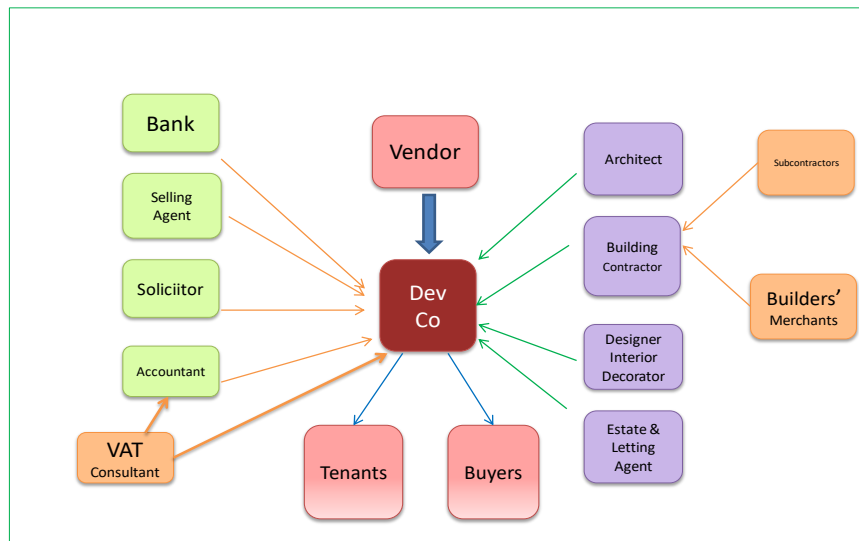 Bank
Selling
Agent
Soliciitor
Accountant
VAT
Consultant
Vendor
Dev
Co
Tenants
Buyers
Architect
Building
Contractor
Designer
Interior
Decorator
Estate &
Letting
Agent
Subcontractors
Builders’
Merchants